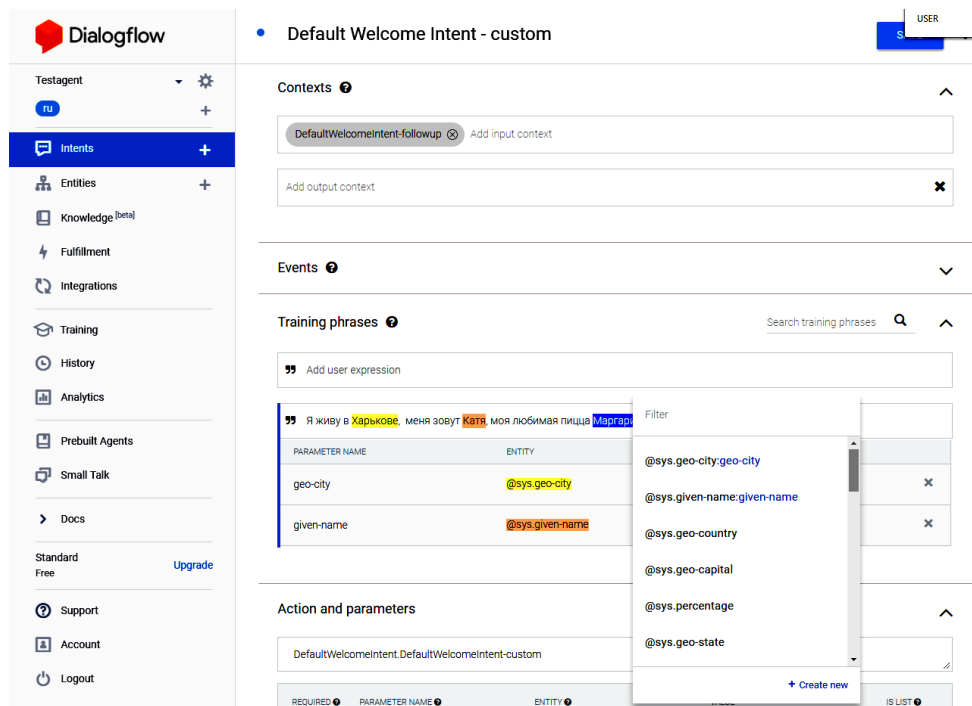 Dialogflow
Default Welcome Intent - custom
USER
Testagent
ru
Intents
Entities
Knowledge [beta]
Fulfillment
Integrations
Training
History
Analytics
Prebuilt Agents
Small Talk
Docs
Standard
Free
Upgrade
Support
Account
Logout
Contexts
DefaultWelcomeIntent-followup Add input context
Add output context
Events
Training phrases
Search training phrases
Add user expression
Я живу в Харькове, меня зовут Катя, моя любимая пицца Маргари
PARAMETER NAME ENTITY
geo-city @sys.geo-city
given-name @sys.given-name
Filter
@sys.geo-city:geo-city
@sys.given-name:given-name
@sys.geo-country
@sys.geo-capital
@sys.percentage
@sys.geo-state
+ Create new
Action and parameters
DefaultWelcomeIntent.DefaultWelcomeIntent-custom
REQUIRED PARAMETER NAME ENTITY VALUE IS LIST